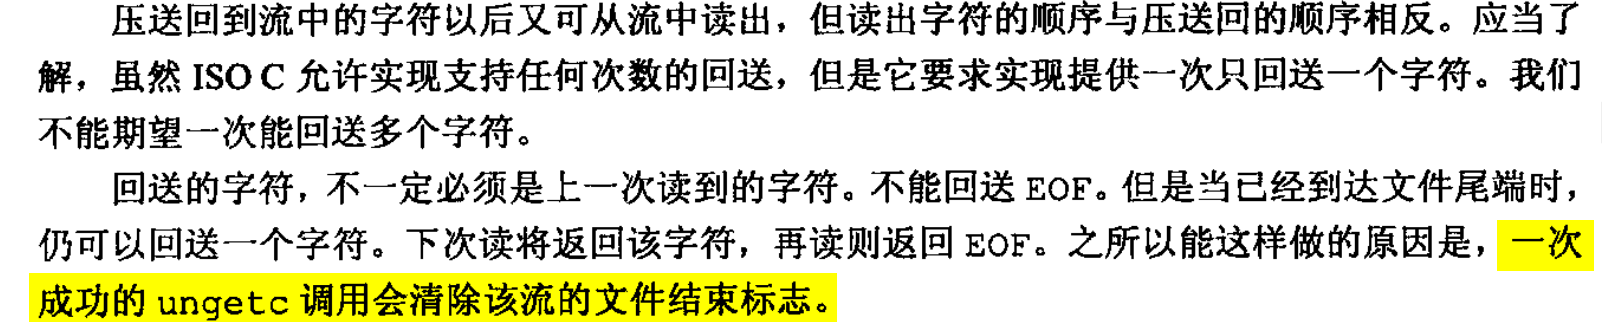 压送回到流中的字符以后又可从流中读出，但读出字符的顺序与压送回的顺序相反。应当了
解，虽然 ISO C 允许实现支持任何次数的回送，但是它要求实现提供一次只回送一个字符。我们
不能期望一次能回送多个字符。
回送的字符，不一定必须是上一次读到的字符。不能回送 EOF。但是当已经到达文件尾端时，
仍可以回送一个字符。下次读将返回该字符，再读则返回 EOF。之所以能这样做的原因是，一次
成功的 ungetc 调用会清除该流的文件结束标志。